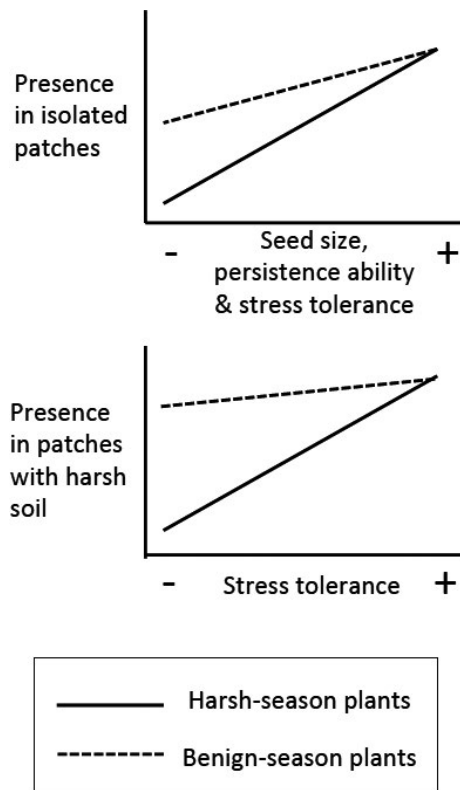 Presence
in isolated
patches
- Seed size, +
persistence ability
& stress tolerance
Presence
in patches
with harsh
soil
- Stress tolerance +
Harsh-season plants
Benign-season plants